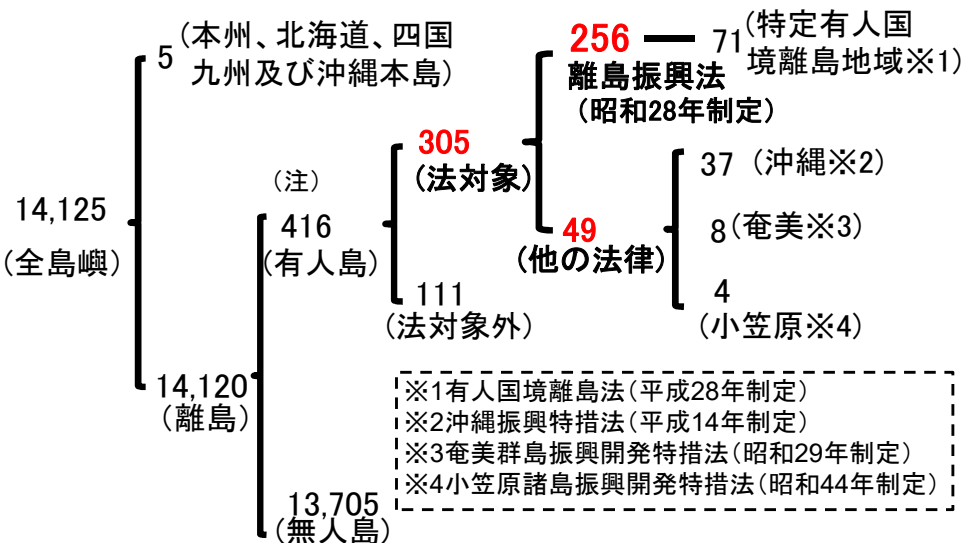 14,125
(全島嶼)
5
(本州、北海道、四国
九州及び沖縄本島)
14,120
(離島)
(注)
416
(有人島)
13,705
(無人島)
305
(法対象)
111
(法対象外)
256
離島振興法
(昭和28年制定)
71
(特定有人国
境離島地域※1)
49
(他の法律)
37 (沖縄※2)
8(奄美※3)
4
(小笠原※4)
※1有人国境離島法(平成28年制定)
※2沖縄振興特措法(平成14年制定)
※3奄美群島振興開発特措法(昭和29年制定)
※4小笠原諸島振興開発特措法(昭和44年制定)